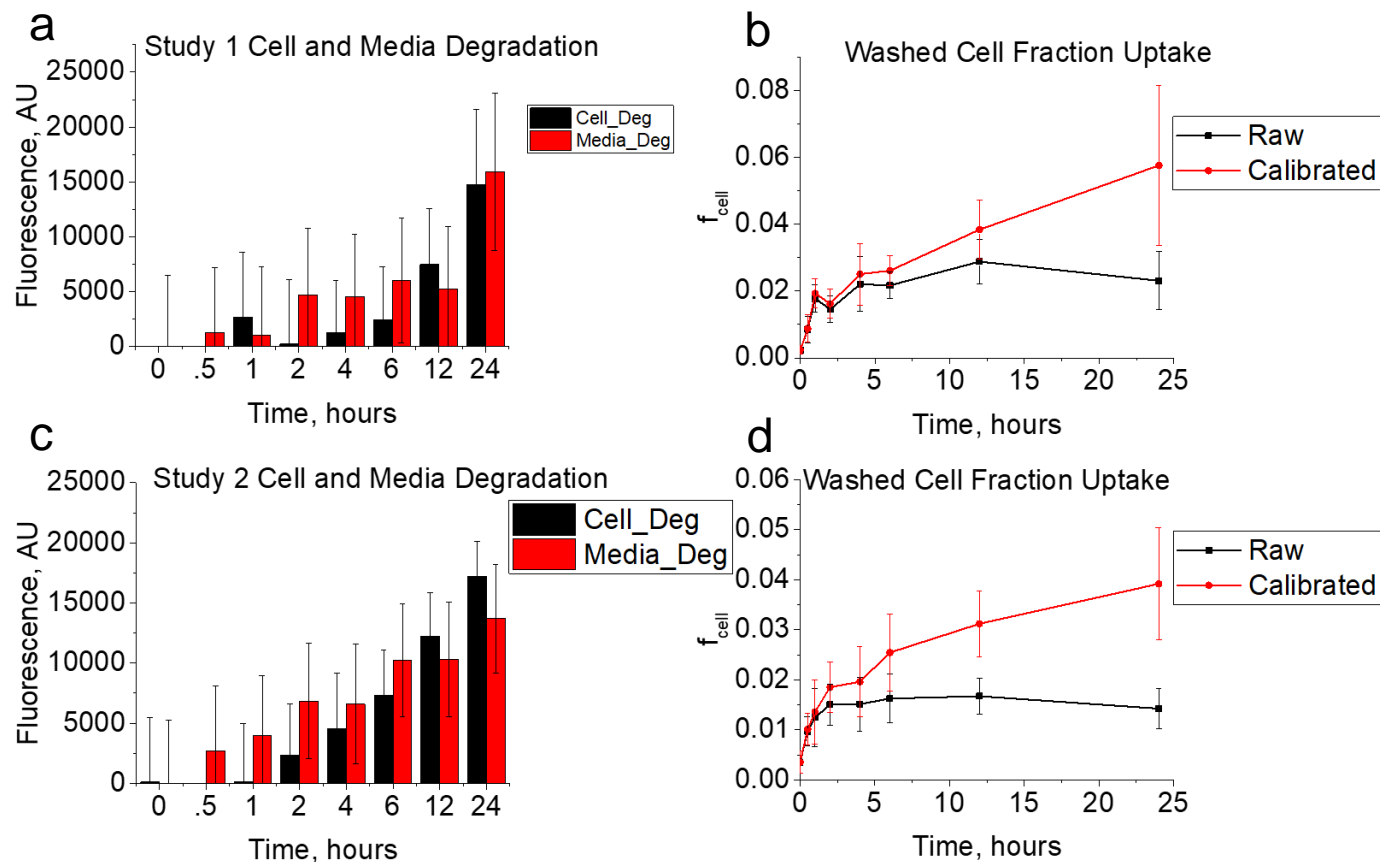 a
Study 1 Cell and Media Degradation
25000
20000
15000
10000
5000
0
Fluorescence, AU
Cell_Deg
Media_Deg
0 .5 1 2 4 6 12 24
Time, hours
b
Washed Cell Fraction Uptake
0.08
0.06
0.04
0.02
0.00
fcell
Raw
Calibrated
0 5 10 15 20 25
Time, hours
c
Study 2 Cell and Media Degradation
25000
20000
15000
10000
5000
0
Fluorescence, AU
Cell_Deg
Media_Deg
0 .5 1 2 4 6 12 24
Time, hours
d
Washed Cell Fraction Uptake
0.06
0.05
0.04
0.03
0.02
0.01
0.00
fcell
Raw
Calibrated
0 5 10 15 20 25
Time, hours